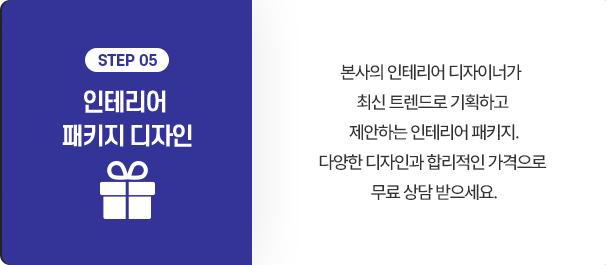 STEP 05
인테리어
패키지 디자인
본사의 인테리어 디자이너가
최신 트렌드로 기획하고
제안하는 인테리어 패키지.
다양한 디자인과 합리적인 가격으로
무료 상담 받으세요.